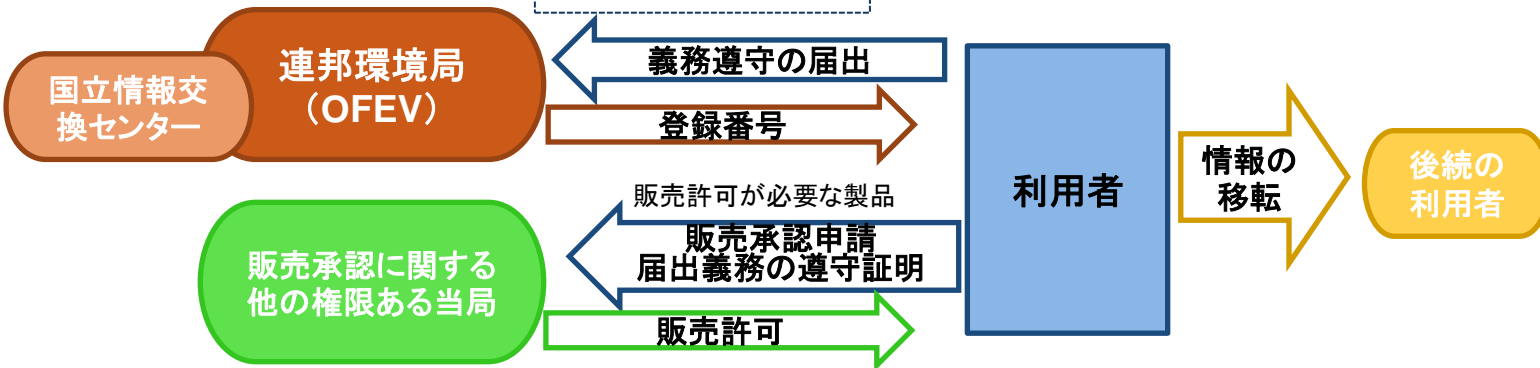 国立情報交
換センター
連邦環境局
（OFEV）
義務遵守の届出
登録番号
販売許可が必要な製品
販売承認申請
届出義務の遵守証明
販売承認に関する
他の権限ある当局
販売許可
利用者
情報の
移転
後続の
利用者